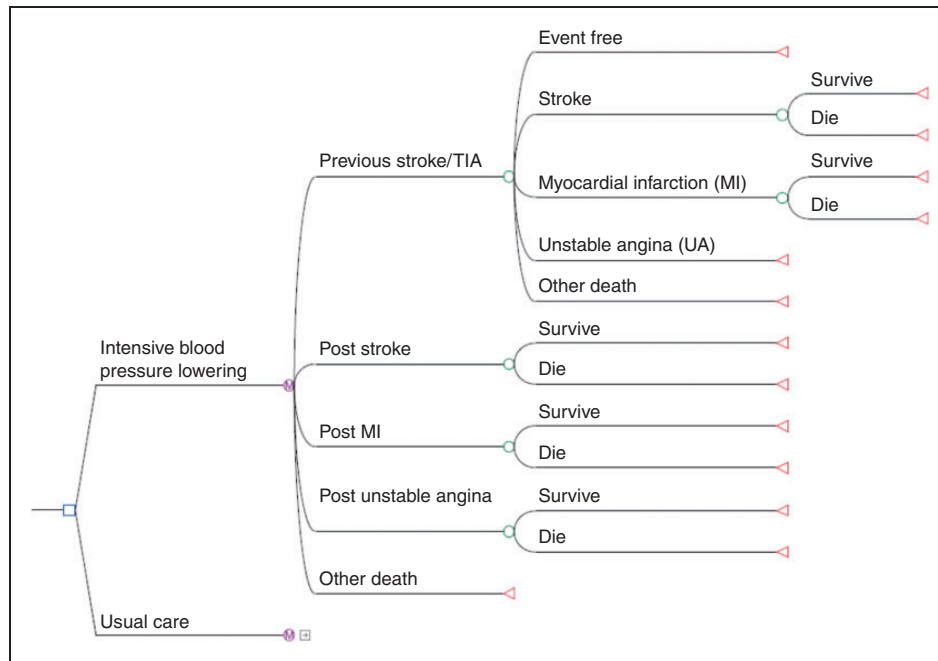 Event free
Survive
Stroke
Die
Previous stroke/TIA
Survive
Myocardial infarction (MI)
Die
Unstable angina (UA)
Other death
Survive
Intensive blood
pressure lowering
Post stroke
Die
M
Survive
Post MI
Die
Post unstable angina
Survive
Die
Other death
Usual care
M